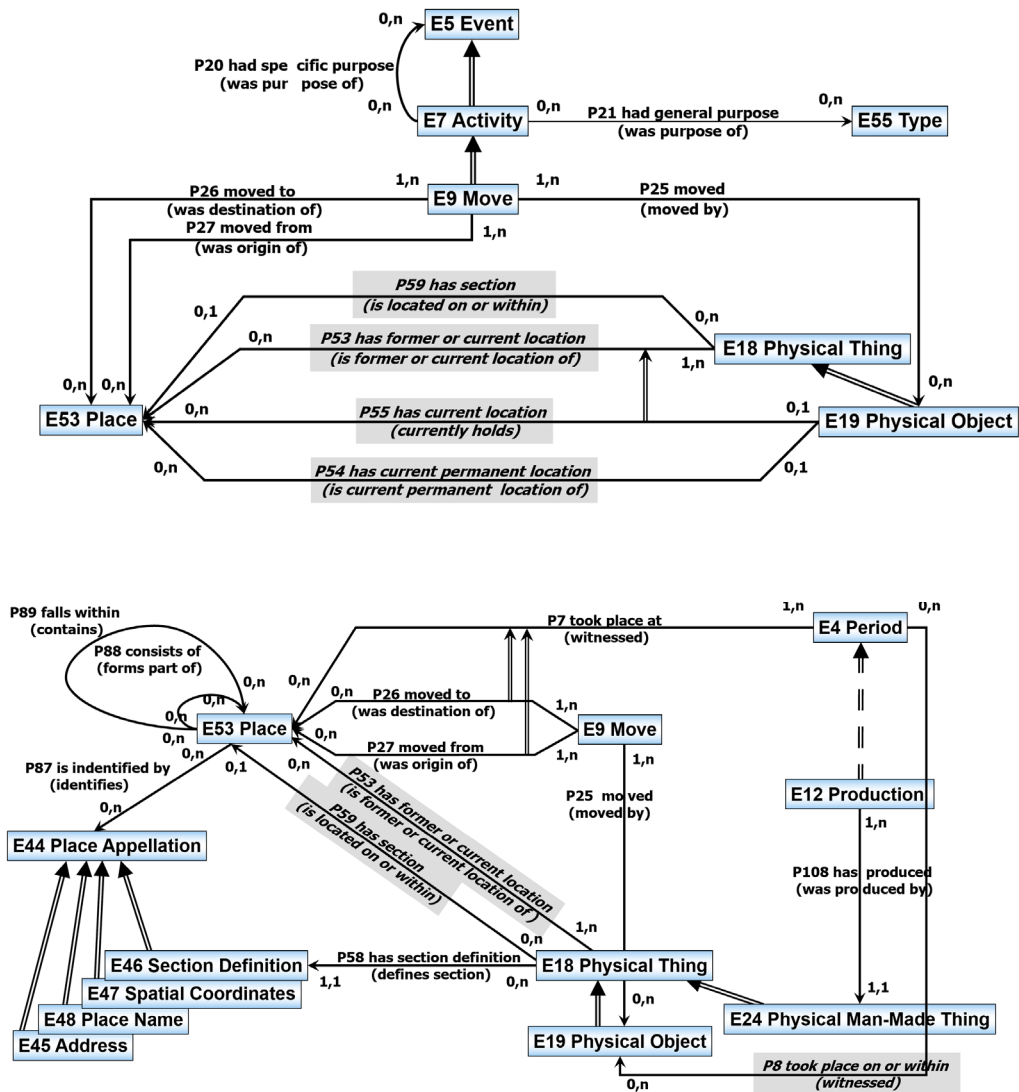 0,n
E5 Event
P20 had spe cific purpose
(was pur pose of)
0,n
E7 Activity
0,n
P21 had general purpose
(was purpose of)
0,n
E55 Type
P26 moved to
(was destination of)
1,n
E9 Move
1,n
P25 moved
(moved by)
P27 moved from
(was origin of)
1,n
P59 has section
(is located on or within)
0,1
0,n
P53 has former or current location
(is former or current location of)
0,n
1,n
E18 Physical Thing
0,n
0,n
0,n
E53 Place
0,n
P55 has current location
(currently holds)
0,1
E19 Physical Object
0,n
P54 has current permanent location
(is current permanent location of)
0,1
P89 falls within
(contains)
P88 consists of
(forms part of)
0,n
0,n
0,n
0,n
E53 Place
0,n
P7 took place at
(witnessed)
1,n
E4 Period
0,n
0,n
P26 moved to
(was destination of)
1,n
E9 Move
0,n
P27 moved from
(was origin of)
1,n
1,n
P87 is indentified by
(identifies)
0,n
0,1
0,n
0,n
P53 has former or current location
(is former or current location of )
P59 has section
(is located on or within)
P25 moved
(moved by)
E12 Production
1,n
P108 has produced
(was produced by)
E44 Place Appellation
1,n
0,n
E46 Section Definition
P58 has section definition
(defines section)
1,1
0,n
E18 Physical Thing
E47 Spatial Coordinates
E48 Place Name
E45 Address
0,n
E19 Physical Object
1,1
E24 Physical Man-Made Thing
0,n
P8 took place on or within
(witnessed)